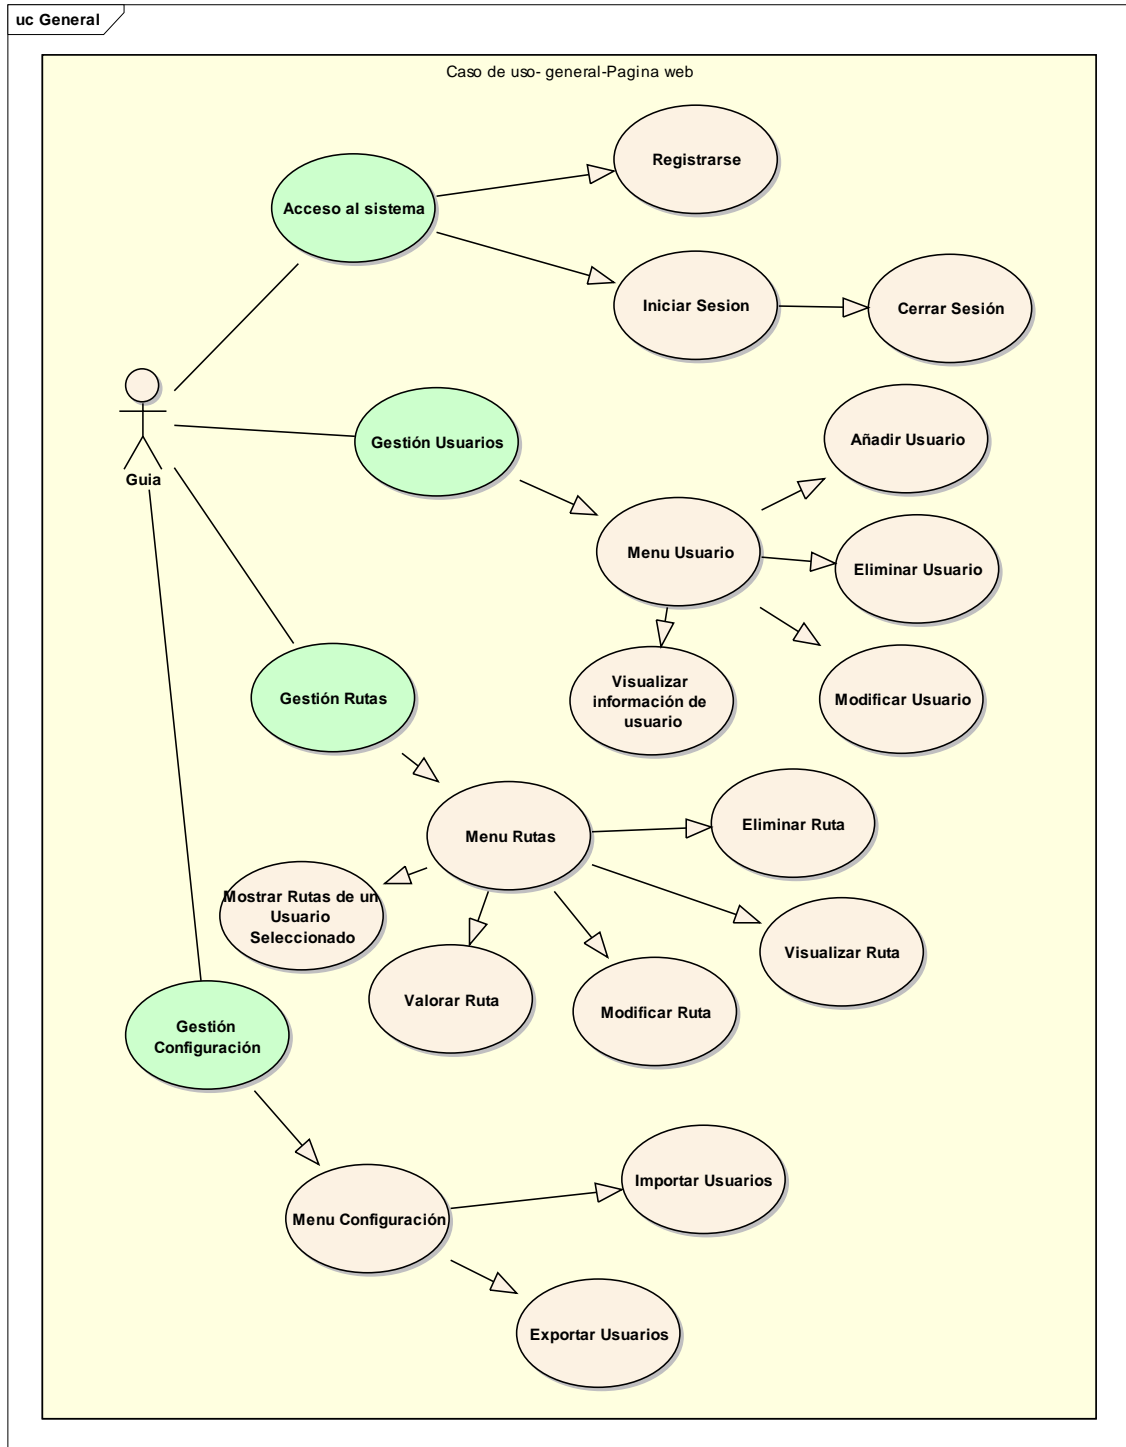 uc General
Caso de uso- general-Pagina web
Registrarse
Acceso al sistema
Iniciar Sesion
Cerrar Sesión
Añadir Usuario
Gestión Usuarios
Guia
Menu Usuario
Eliminar Usuario
Visualizar
información de
usuario
Modificar Usuario
Gestión Rutas
Eliminar Ruta
Menu Rutas
Mostrar Rutas de un
Usuario
Seleccionado
Visualizar Ruta
Valorar Ruta
Modificar Ruta
Gestión
Configuración
Importar Usuarios
Menu Configuración
Exportar Usuarios